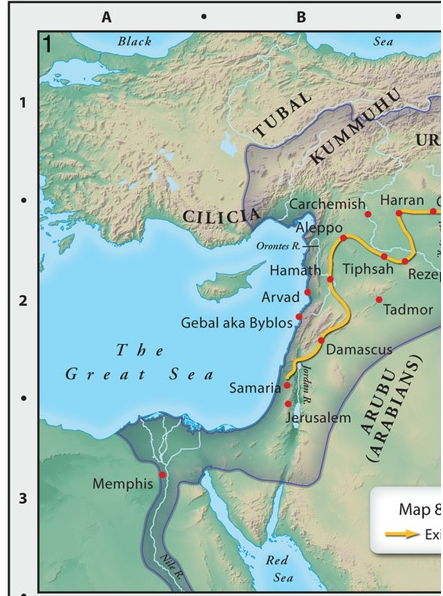 A
B
1
Black
Sea
1
TUBAL
KUMMUHU
UR
Carchemish
Harran
CILICIA
Aleppo
Orontes R.
Hamath
Tiphsah
Rezep
Arvad
2
Tadmor
Gebal aka Byblos
The
Great Sea
Damascus
Samaria
Jordan R.
ARUBU
(ARABIANS)
Jerusalem
Memphis
3
Map 8
Exi
Nile R.
Red
Sea